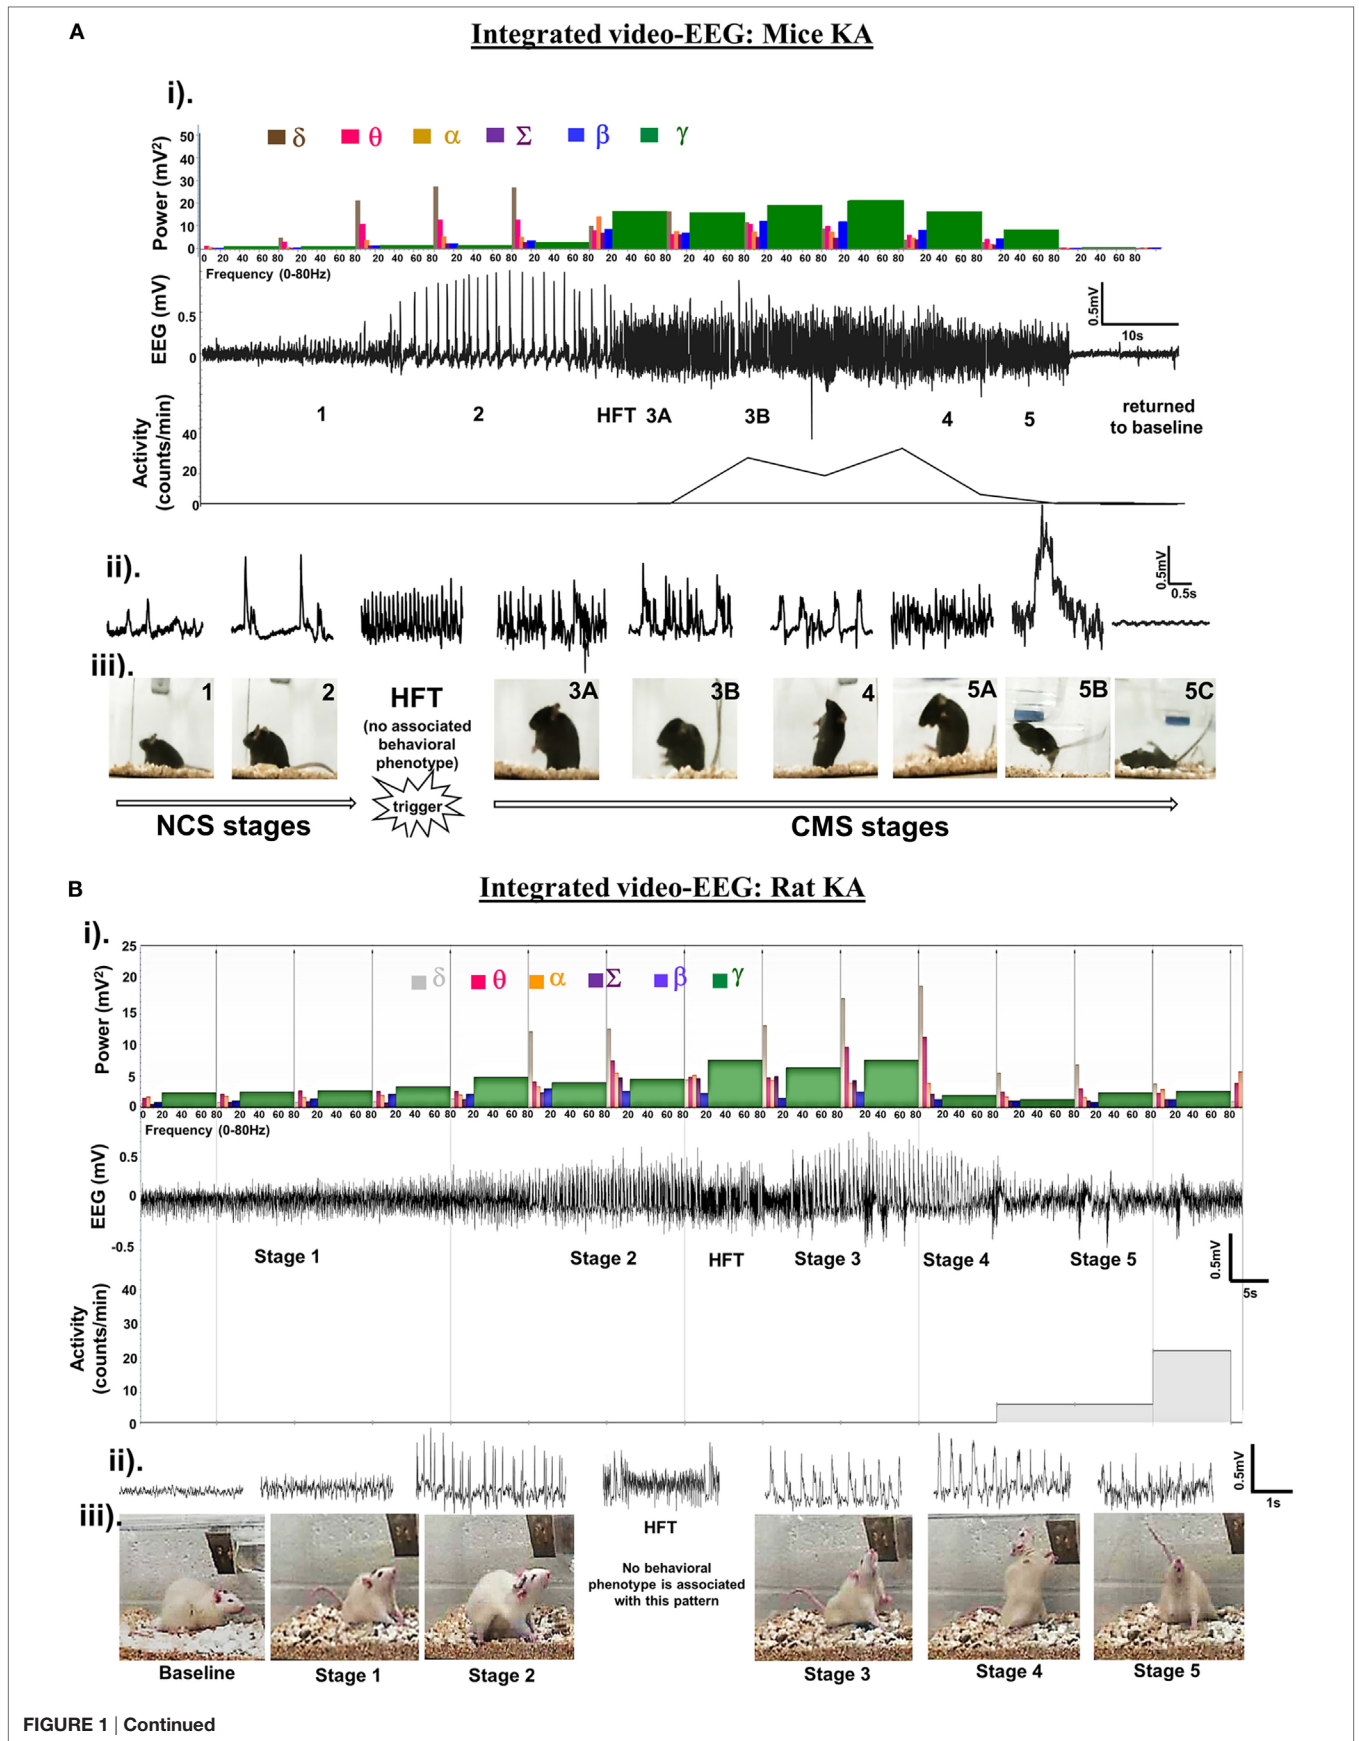 A
Integrated video-EEG: Mice KA
i).
δ θ α Σ β γ
Power (mV²)
50
40
30
20
10
0
0 20 40 60 80 20 40 60 80 20 40 60 80 20 40 60 80 20 40 60 80 20 40 60 80 20 40 60 80 20 40 60 80 20 40 60 80 20 40 60 80 20 40 60 80 20 40 60 80
Frequency (0-80Hz)
EEG (mV)
0.5
0
0.5mV
10s
1 2 HFT 3A 3B 4 5 returned
to baseline
Activity
(counts/min)
40
20
0
ii).
0.5mV
0.5s
iii).
1 2 HFT 3A 3B 4 5A 5B 5C
(no associated
behavioral
phenotype)
trigger
NCS stages CMS stages
B
Integrated video-EEG: Rat KA
i).
δ θ α Σ β γ
Power (mV²)
25
20
15
10
5
0
0 20 40 60 80 20 40 60 80 20 40 60 80 20 40 60 80 20 40 60 80 20 40 60 80 20 40 60 80 20 40 60 80 20 40 60 80 20 40 60 80 20 40 60 80 20 40 60 80 20 40 60 80 20 40 60 80
Frequency (0-80Hz)
EEG (mV)
0.5
0
-0.5
Stage 1 Stage 2 HFT Stage 3 Stage 4 Stage 5
0.5mV
5s
Activity
(counts/min)
40
30
20
10
0
ii).
0.5mV
1s
iii).
HFT
No behavioral
phenotype is associated
with this pattern
Baseline Stage 1 Stage 2 Stage 3 Stage 4 Stage 5
FIGURE 1 | Continued